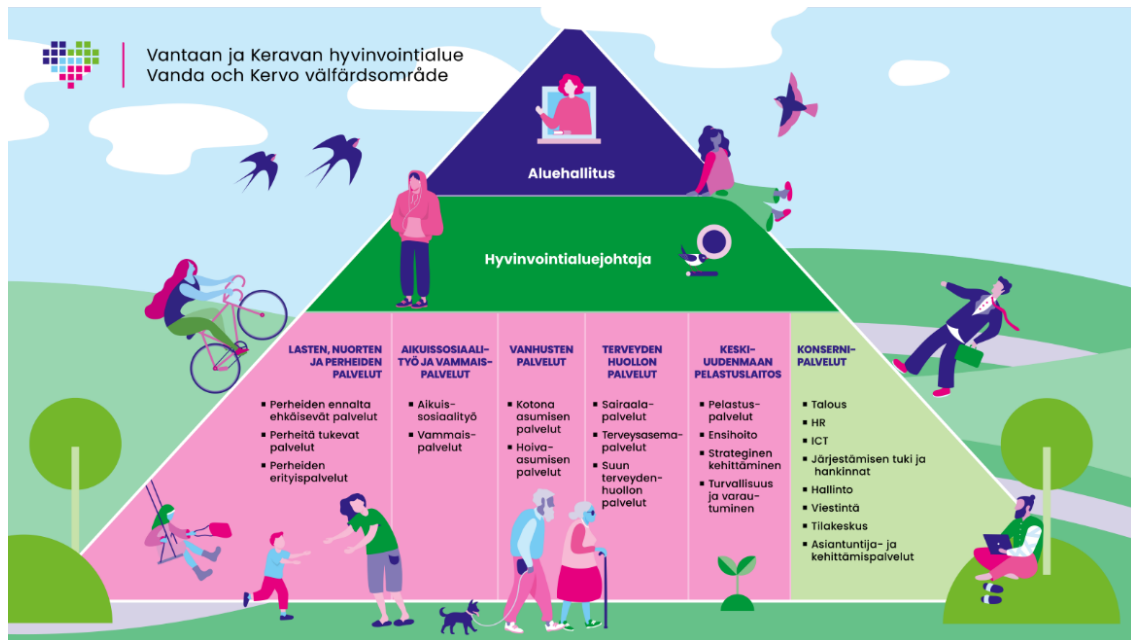 Vantaan ja Keravan hyvinvointialue
Vanda och Kervo välfärdsområde
Aluehallitus
Hyvinvointialuejohtaja
LASTEN, NUORTEN
JA PERHEIDEN
PALVELUT
▪ Perheiden ennalta
ehkäisevät palvelut
▪ Perheitä tukevat
palvelut
▪ Perheiden
erityispalvelut
AIKUISSOSIAALI-
TYÖ JA VAMMAIS-
PALVELUT
▪ Aikuis-
sosiaalityö
▪ Vammais-
palvelut
VANHUSTEN
PALVELUT
▪ Kotona
asumisen
palvelut
▪ Hoiva-
asumisen
palvelut
TERVEYDEN
HUOLLON
PALVELUT
▪ Sairaala-
palvelut
▪ Terveysasema-
palvelut
▪ Suun
terveyden-
huollon
palvelut
KESKI-
UUDENMAAN
PELASTUSLAITOS
▪ Pelastus-
palvelut
▪ Ensihoito
▪ Strateginen
kehittäminen
▪ Turvallisuus
ja varau-
tuminen
KONSERNI-
PALVELUT
▪ Talous
▪ HR
▪ ICT
▪ Järjestämisen tuki ja
hankinnat
▪ Hallinto
▪ Viestintä
▪ Tilakeskus
▪ Asiantuntija- ja
kehittämispalvelut